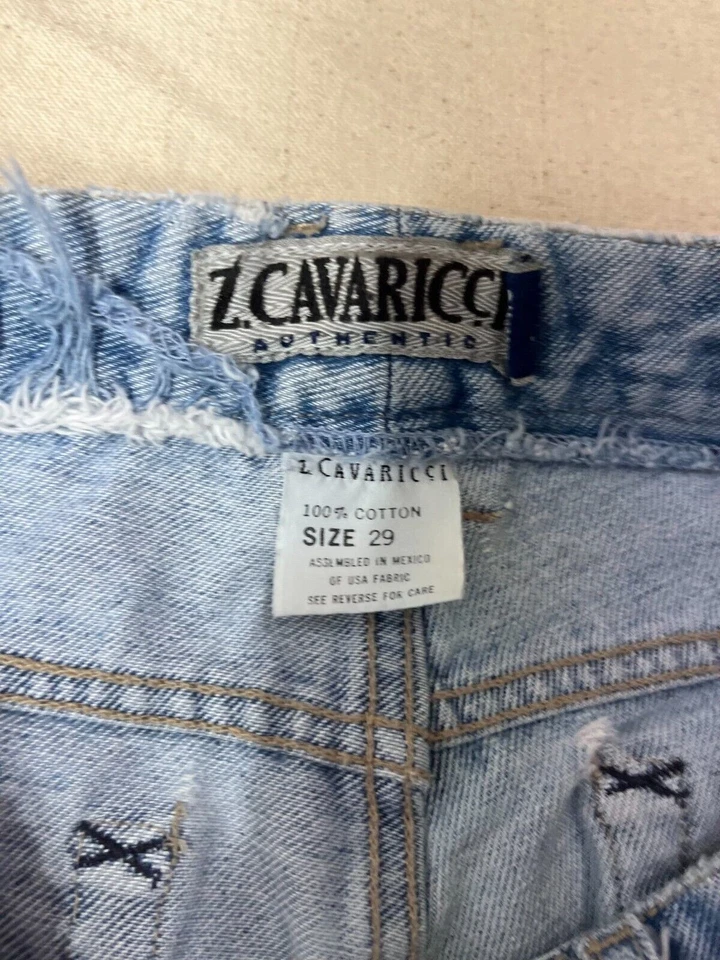 Z.CAVARICCI
AUTHENTIC
Z CAVARICCI
100% COTTON
SIZE 29
ASSEMBLED IN MEXICO
OF USA FABRIC
SEE REVERSE FOR CARE